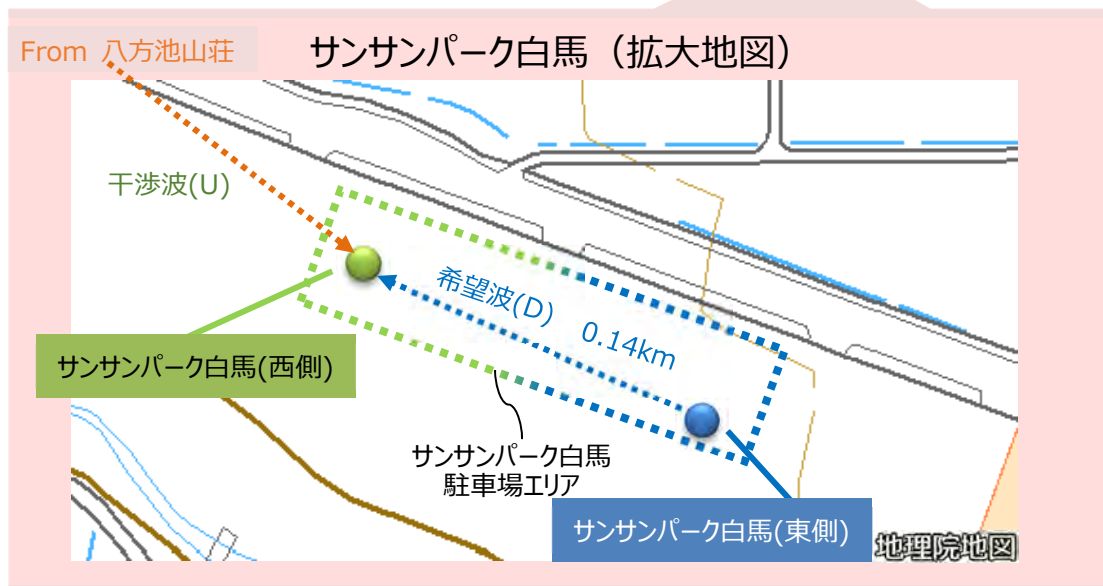 From 八方池山荘
サンサンパーク白馬（拡大地図）
干渉波(U)
希望波(D) 0.14km
サンサンパーク白馬(西側)
サンサンパーク白馬
駐車場エリア
サンサンパーク白馬(東側)
地理院地図